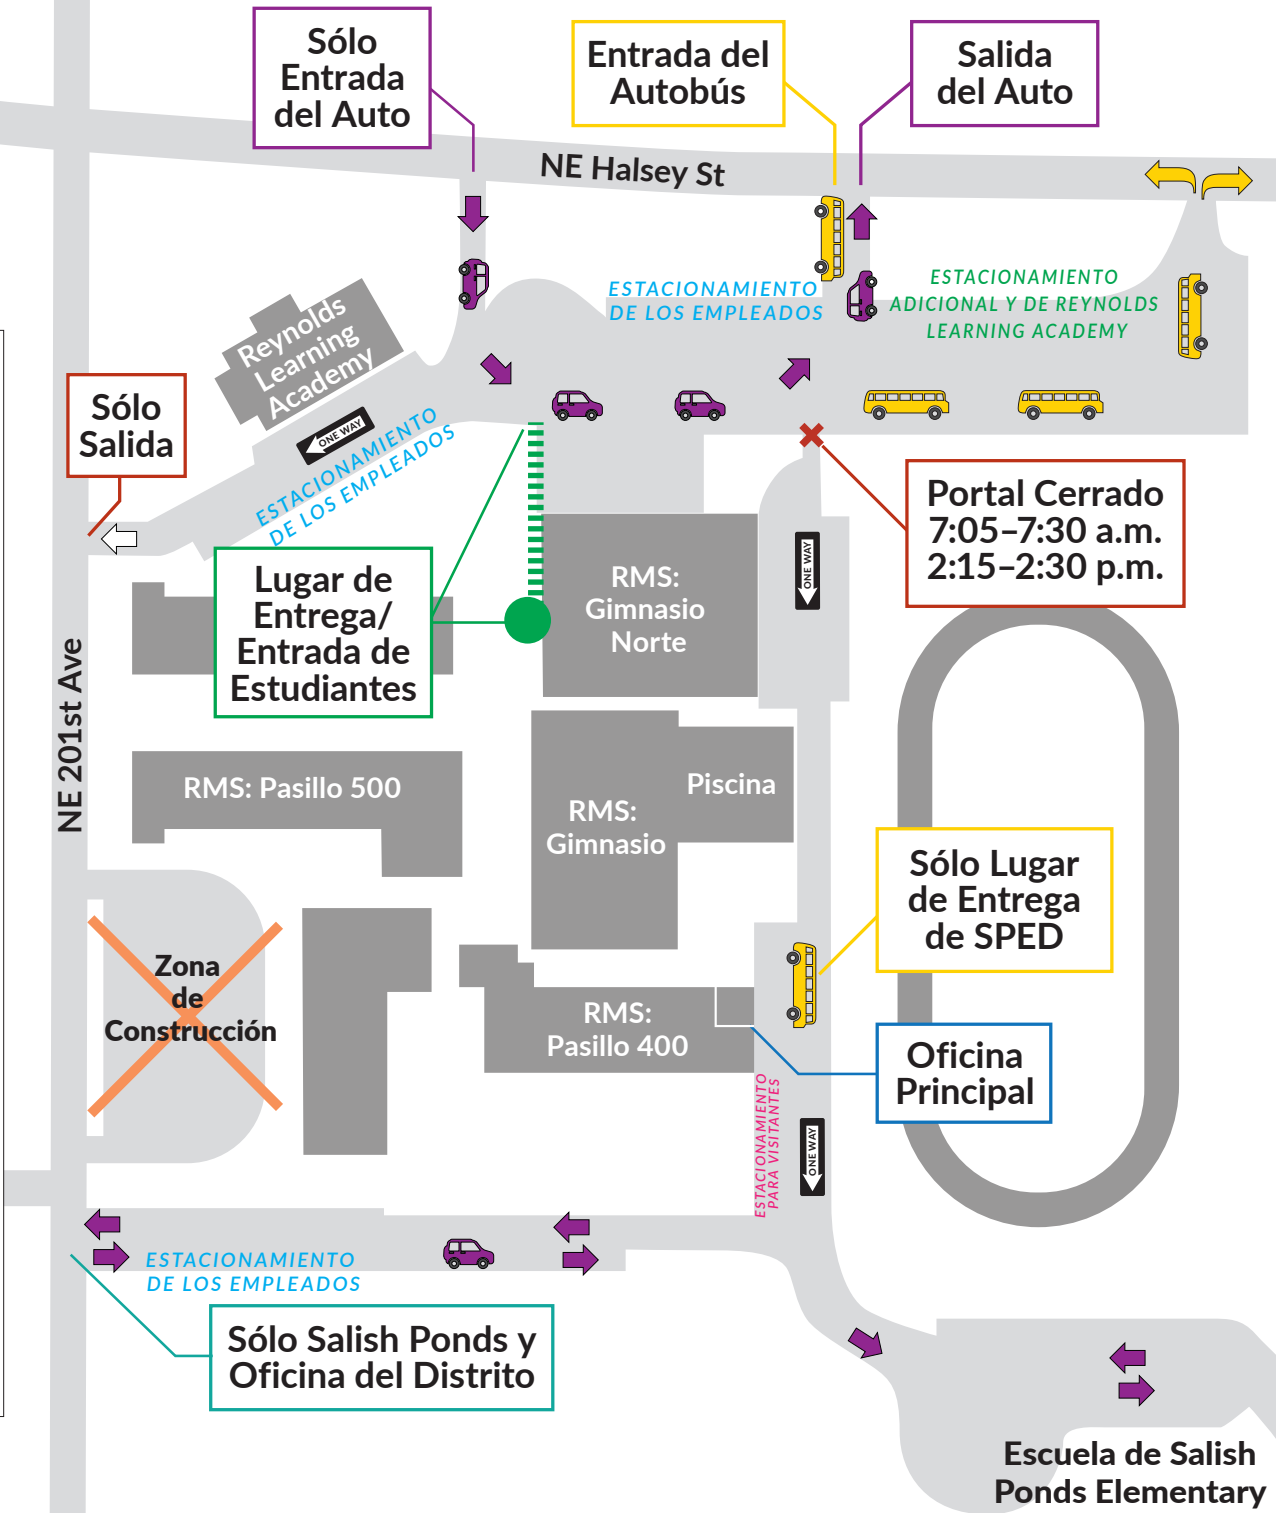 Sólo
Entrada
del Auto
Entrada del
Autobús
Salida
del Auto
NE Halsey St
ESTACIONAMIENTO
DE LOS EMPLEADOS
ESTACIONAMIENTO
ADICIONAL Y DE REYNOLDS
LEARNING ACADEMY
Reynolds
Learning
Academy
ONE WAY
ESTACIONAMIENTO
DE LOS EMPLEADOS
Sólo
Salida
Portal Cerrado
7:05–7:30 a.m.
2:15–2:30 p.m.
ONE WAY
Lugar de
Entrega/
Entrada de
Estudiantes
RMS:
Gimnasio
Norte
NE 201st Ave
RMS: Pasillo 500
RMS:
Gimnasio
Piscina
Sólo Lugar
de Entrega
de SPED
Zona
de
Construcción
RMS:
Pasillo 400
Oficina
Principal
ESTACIONAMIENTO
PARA VISITANTES
ONE WAY
ESTACIONAMIENTO
DE LOS EMPLEADOS
Sólo Salish Ponds y
Oficina del Distrito
Escuela de Salish
Ponds Elementary